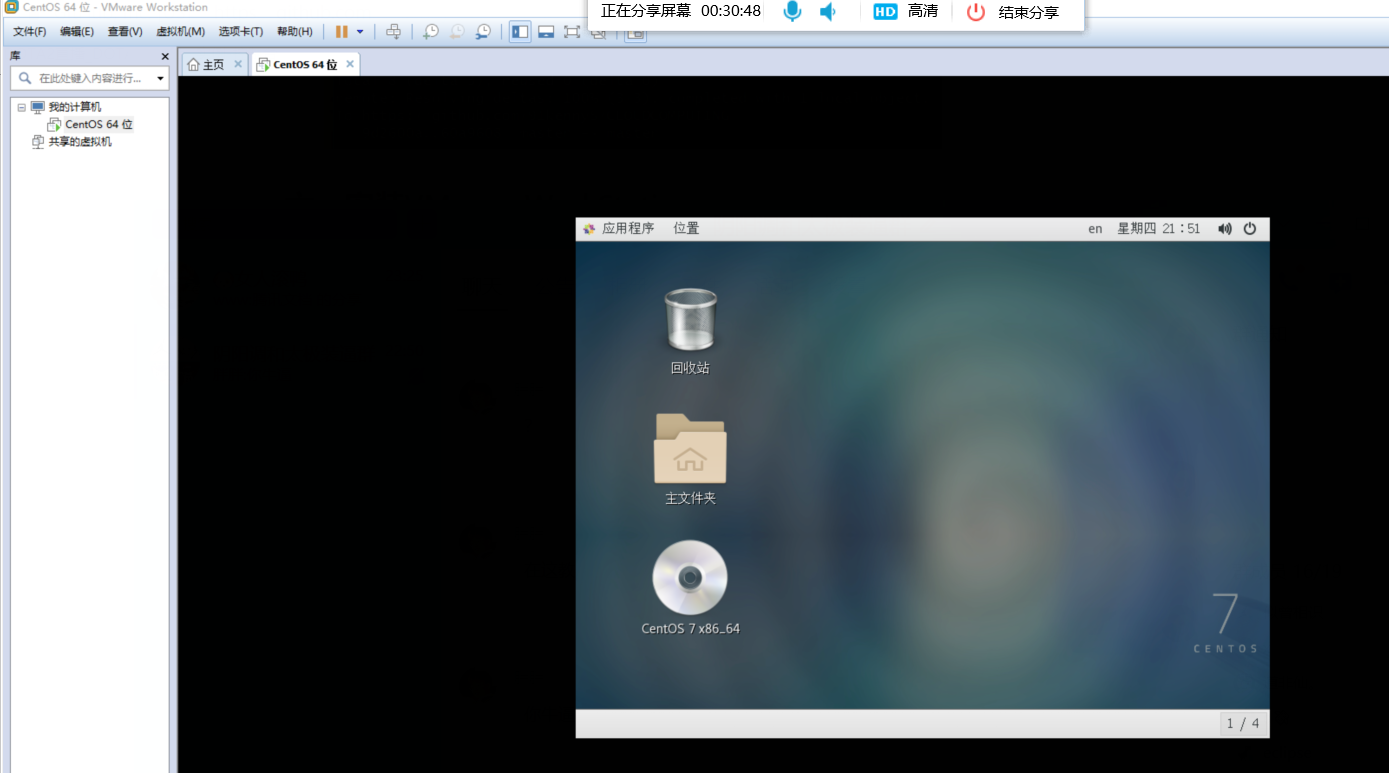 CentOS 64 位 - VMware Workstation
正在分享屏幕 00:30:48 HD 高清 结束分享
文件(F) 编辑(E) 查看(V) 虚拟机(M) 选项卡(T) 帮助(H)
库
主页 CentOS 64 位
在此处键入内容进行...
我的计算机
CentOS 64 位
共享的虚拟机
应用程序 位置 en 星期四 21:51
回收站
主文件夹
CentOS 7 x86_64
7
CENTOS
1 / 4